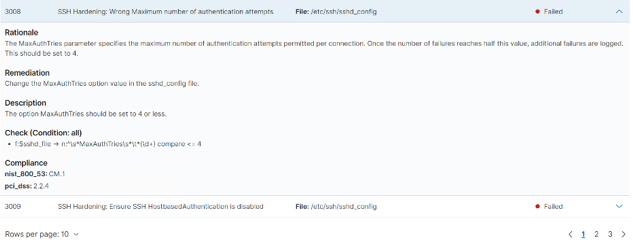 3008 SSH Hardening: Wrong Maximum number of authentication attempts File: /etc/ssh/sshd_config Failed
Rationale
The MaxAuthTries parameter specifies the maximum number of authentication attempts permitted per connection. Once the number of failures reaches half this value, additional failures are logged.
This should be set to 4.
Remediation
Change the MaxAuthTries option value in the sshd_config file.
Description
The option MaxAuthTries should be set to 4 or less.
Check (Condition: all)
• f:$sshd_file -> n:^\s*MaxAuthTries\s*\t*(\d+) compare <= 4
Compliance
nist_800_53: CM.1
pci_dss: 2.2.4
3009 SSH Hardening: Ensure SSH HostbasedAuthentication is disabled File: /etc/ssh/sshd_config Failed
Rows per page: 10 1 2 3